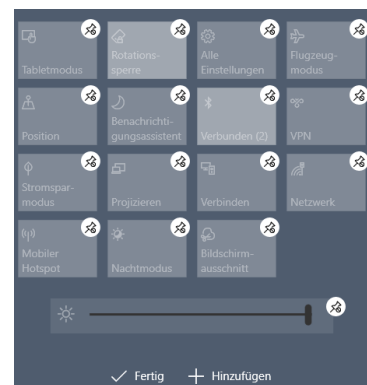 Tabletmodus
Rotations-
sperre
Alle
Einstellungen
Flugzeug-
modus
Position
Benachrichti-
gungsassistent
Verbunden (2)
VPN
Stromspar-
modus
Projizieren
Verbinden
Netzwerk
Mobiler
Hotspot
Nachtmodus
Bildschirm-
ausschnitt
Fertig
Hinzufügen